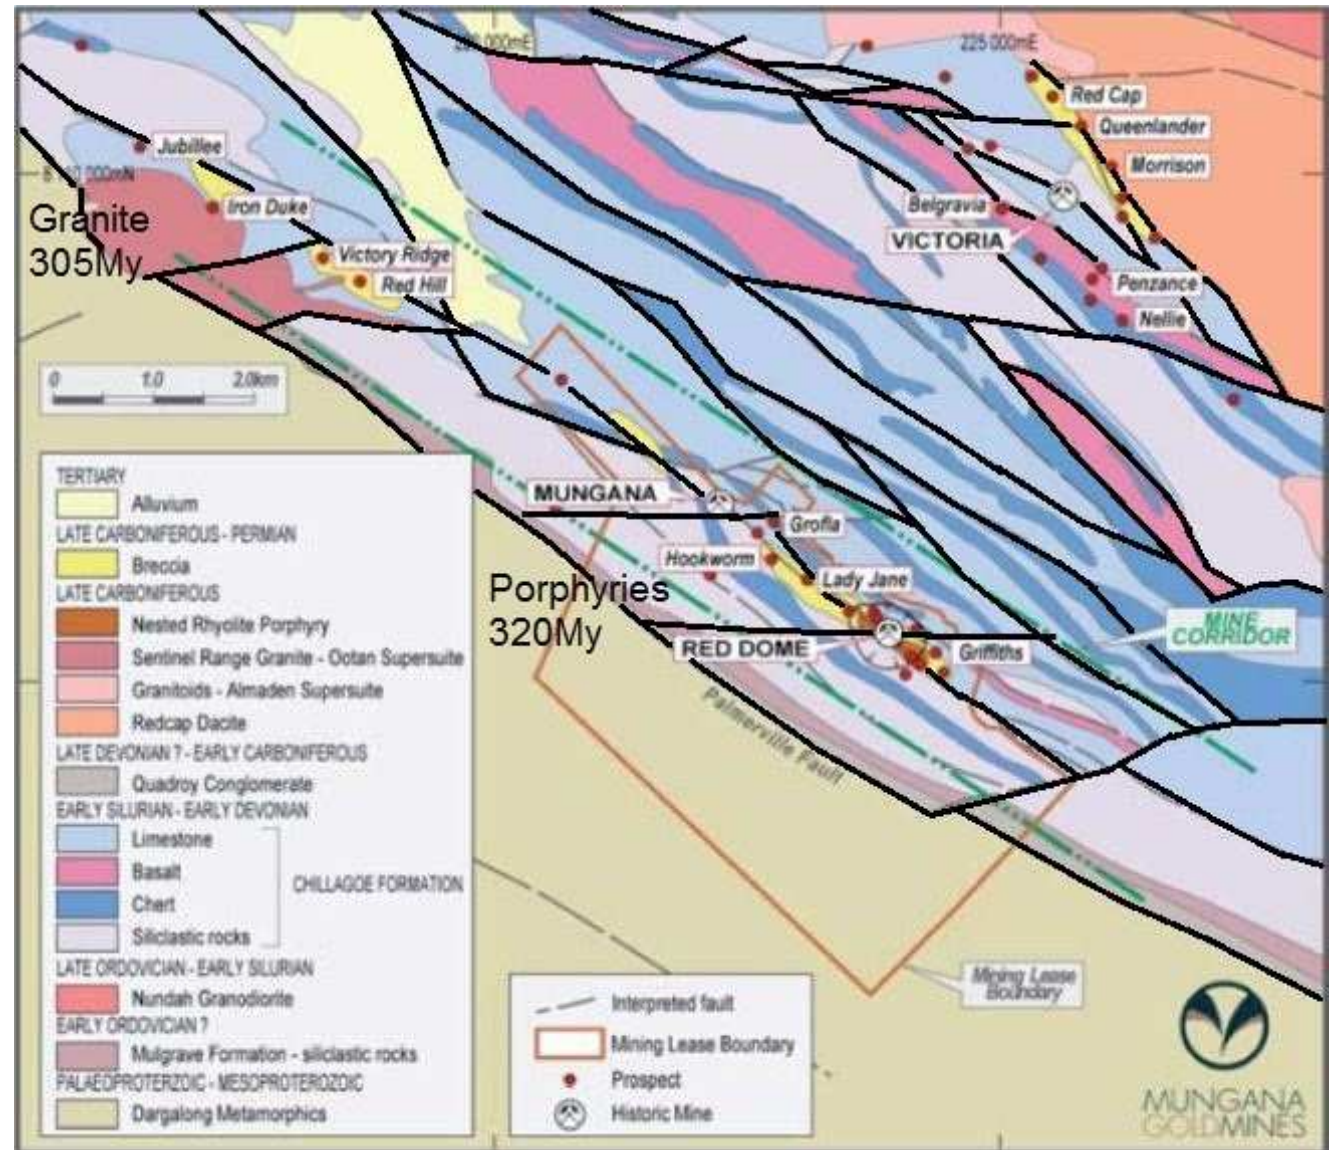 200 000mE
225 000mE
Red Cap
Queenlander
Morrison
Jubillee
Iron Duke
Granite
305My
Victory Ridge
Red Hill
Belgravia
VICTORIA
Penzance
Nellie
0 1.0 2.0km
MUNGANA
Grofla
Hookworm
Lady Jane
Porphyries
320My
RED DOME
Griffiths
MINE
CORRIDOR
Palmerville Fault
TERTIARY
Alluvium
LATE CARBONIFEROUS - PERMIAN
Breccia
LATE CARBONIFEROUS
Nested Rhyolite Porphyry
Sentinel Range Granite - Ootan Supersuite
Granitoids - Almaden Supersuite
Redcap Dacite
LATE DEVONIAN ? - EARLY CARBONIFEROUS
Quadroy Conglomerate
EARLY SILURIAN - EARLY DEVONIAN
Limestone
Basalt
Chert
Siliclastic rocks
CHILLAGOE FORMATION
LATE ORDOVICIAN - EARLY SILURIAN
Nundah Granodiorite
EARLY ORDOVICIAN ?
Mulgrave Formation - siliclastic rocks
PALAEOPROTERZOIC - MESOPROTEROZOIC
Dargalong Metamorphics
Interpreted fault
Mining Lease Boundary
Prospect
Historic Mine
Mining Lease
Boundary
MUNGANA
GOLDMINES